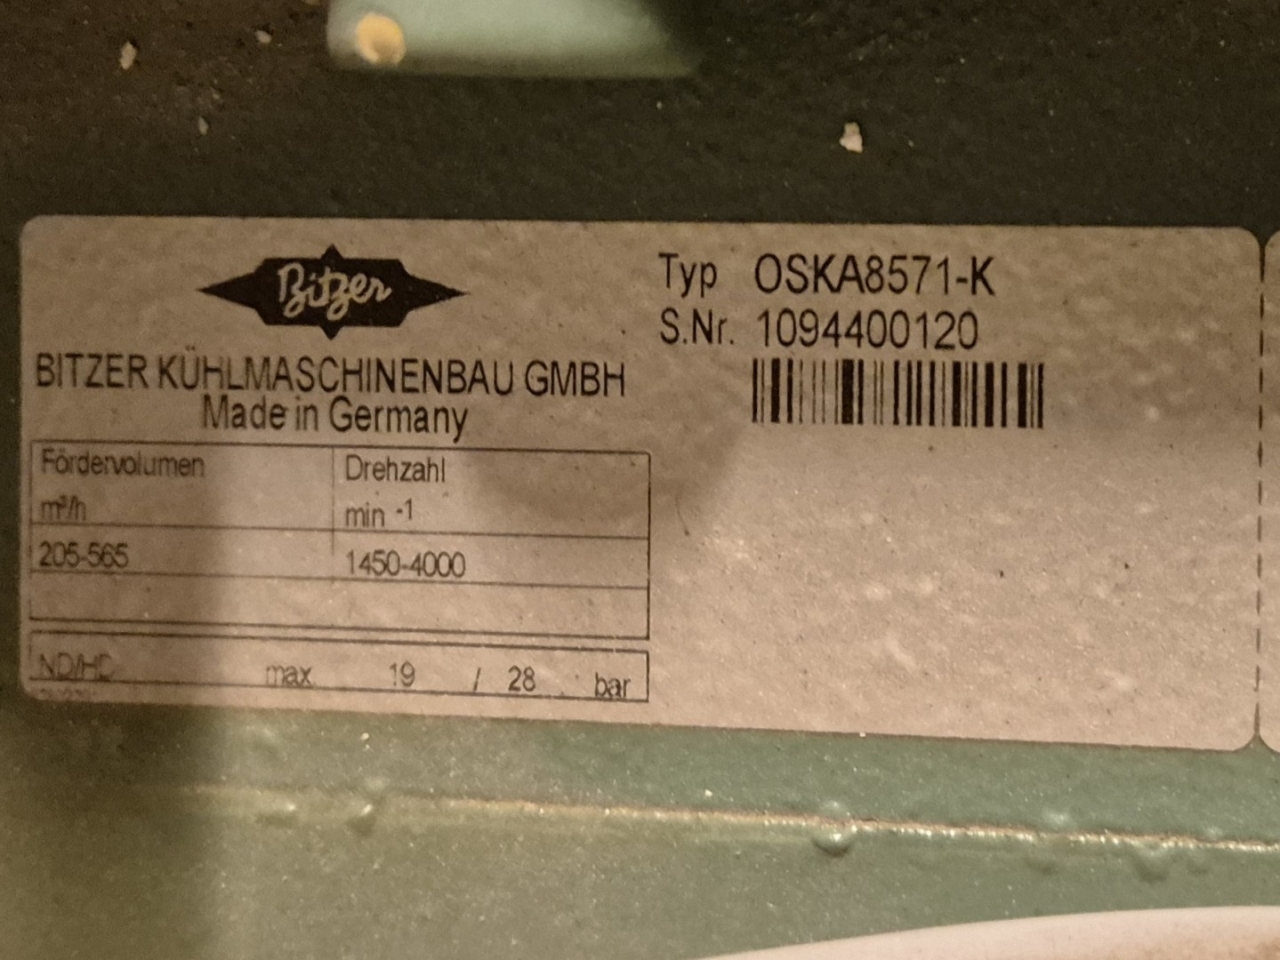 Bitzer
BITZER KÜHLMASCHINENBAU GMBH
Made in Germany
Typ OSKA8571-K
S.Nr. 1094400120
Fördervolumen Drehzahl
m³/h min -1
205-565 1450-4000
ND/HD max 19 / 28 bar